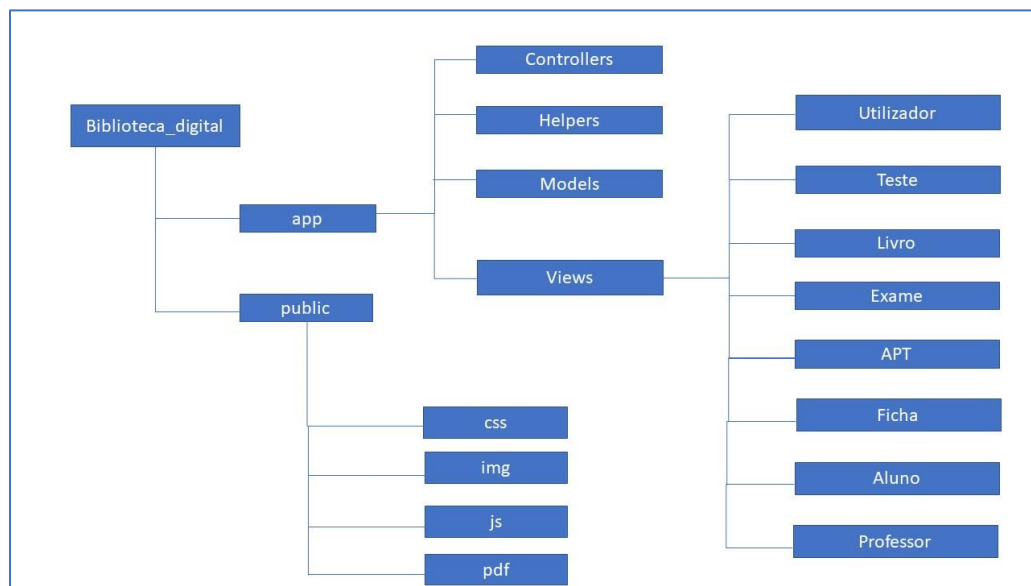 Biblioteca_digital
app
public
Controllers
Helpers
Models
Views
css
img
js
pdf
Utilizador
Teste
Livro
Exame
APT
Ficha
Aluno
Professor